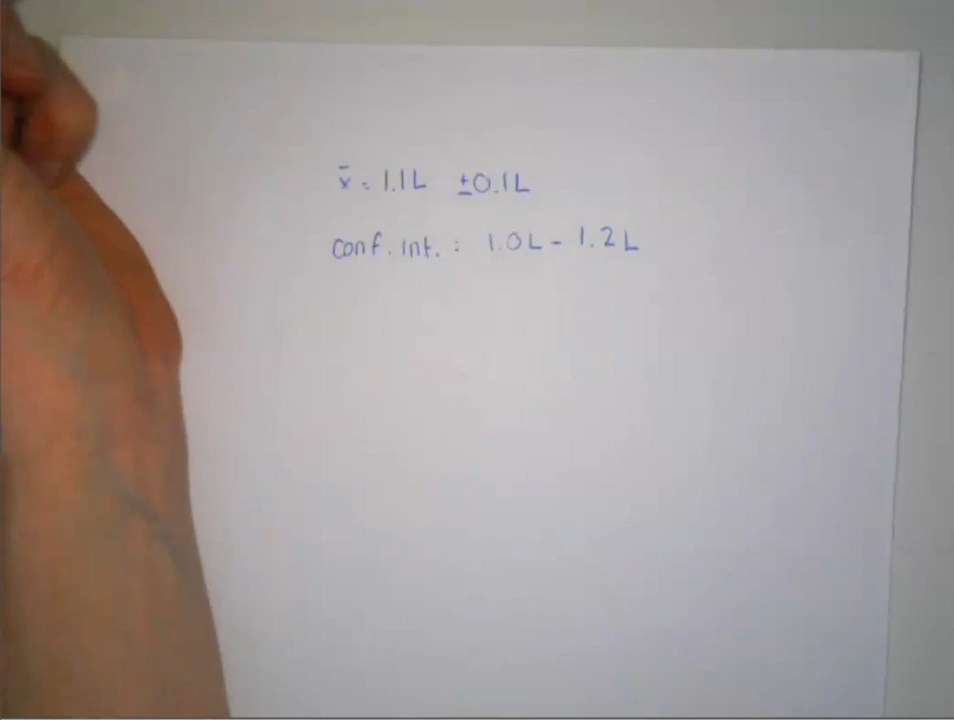 x̄ = 1.1L ±0.1L
conf. int. : 1.0L - 1.2L